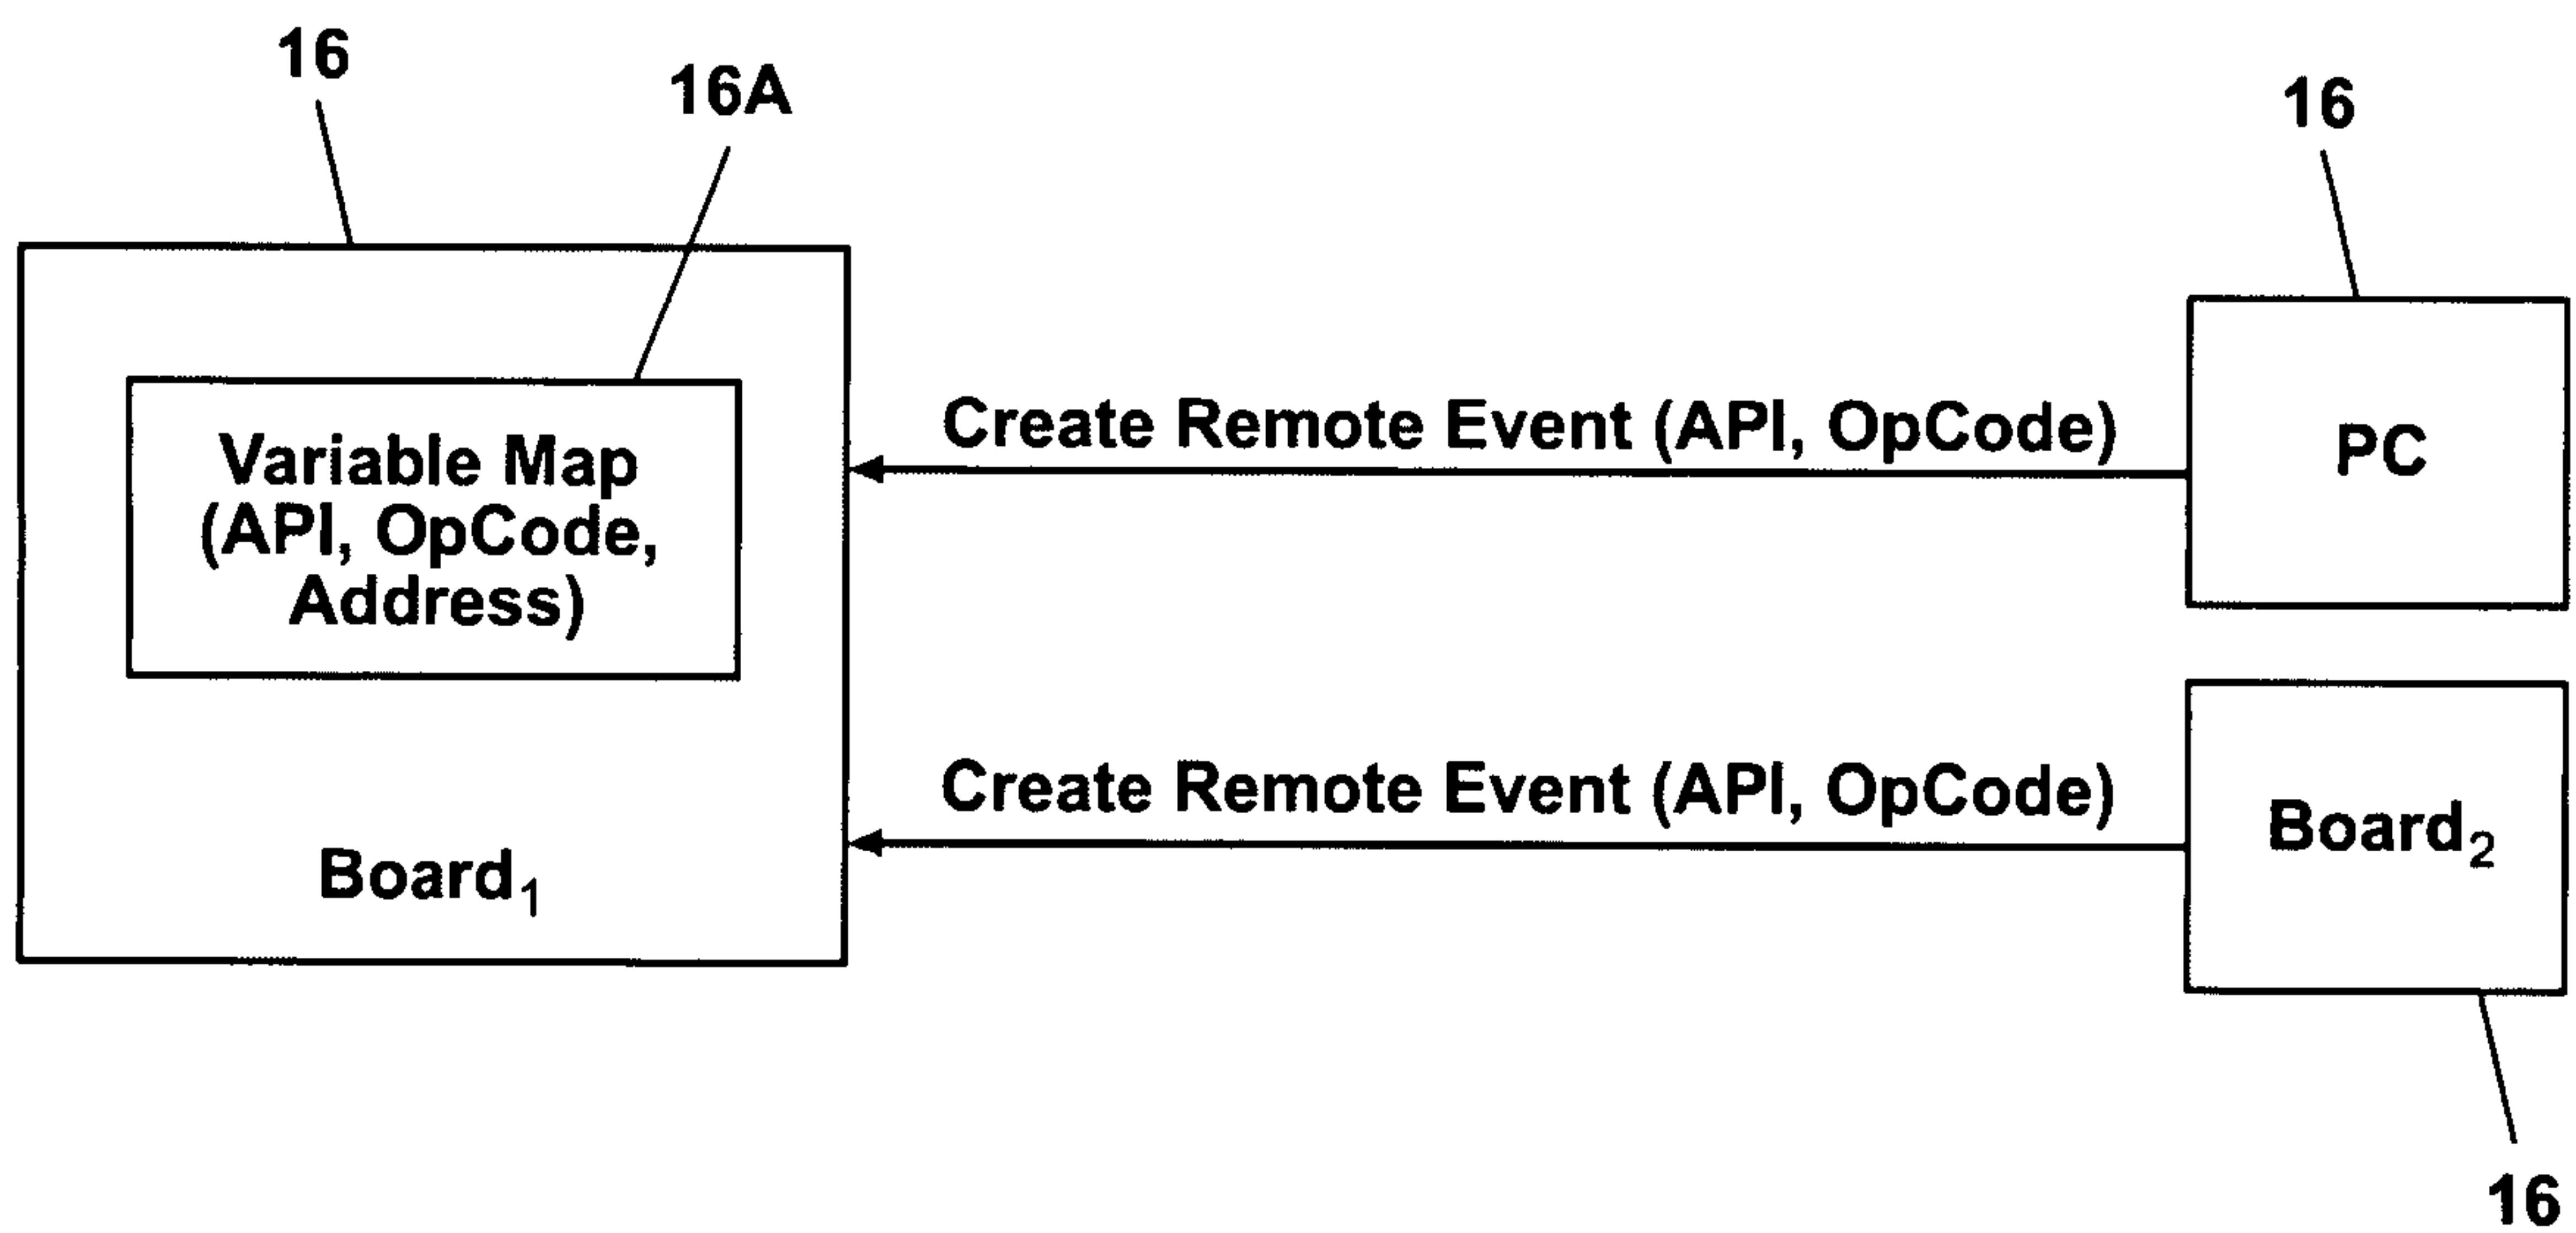 16
16A
16
Variable Map
(API, OpCode,
Address)
Board₁
Create Remote Event (API, OpCode)
PC
Create Remote Event (API, OpCode)
Board₂
16